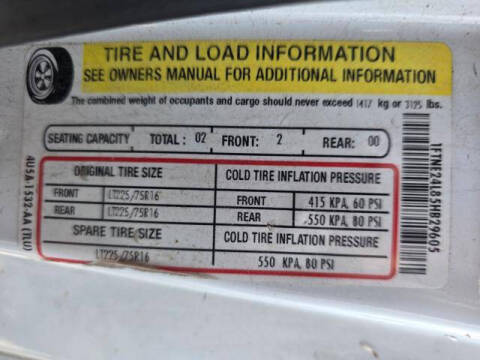 TIRE AND LOAD INFORMATION
SEE OWNERS MANUAL FOR ADDITIONAL INFORMATION
The combined weight of occupants and cargo should never exceed 1417 kg or 3125 lbs.
SEATING CAPACITY TOTAL: 02 FRONT: 2 REAR: 00
ORIGINAL TIRE SIZE COLD TIRE INFLATION PRESSURE
FRONT LT225/75R16 415 KPA, 60 PSI
REAR LT225/75R16 550 KPA, 80 PSI
SPARE TIRE SIZE COLD TIRE INFLATION PRESSURE
LT225/75R16 550 KPA, 80 PSI
4U5A-1532-AA (TLU)
1FTNE24L85HB29605